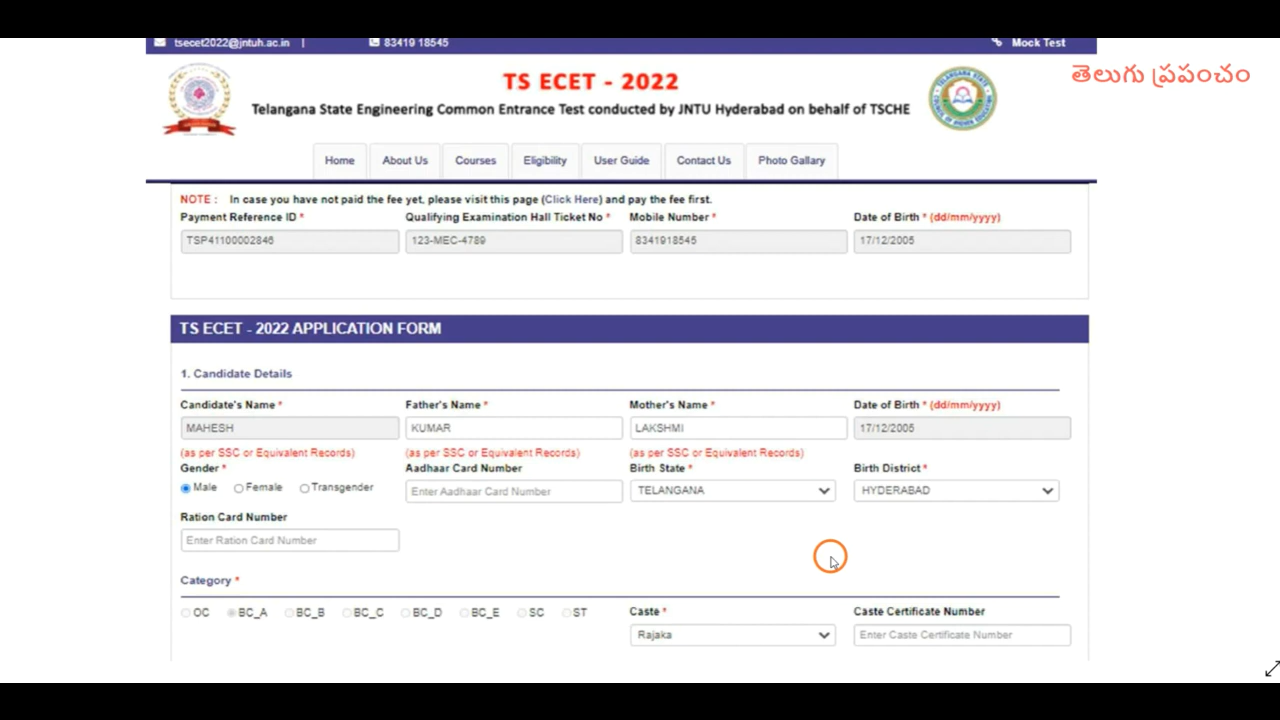 tsecet2022@jntuh.ac.in | 83419 18545 Mock Test
తెలుగు ప్రపంచం
TS ECET - 2022
Telangana State Engineering Common Entrance Test conducted by JNTU Hyderabad on behalf of TSCHE
Home About Us Courses Eligibility User Guide Contact Us Photo Gallary
NOTE : In case you have not paid the fee yet, please visit this page (Click Here) and pay the fee first.
Payment Reference ID * Qualifying Examination Hall Ticket No * Mobile Number * Date of Birth * (dd/mm/yyyy)
TSP41100002846 123-MEC-4789 8341918545 17/12/2005
TS ECET - 2022 APPLICATION FORM
1. Candidate Details
Candidate's Name * Father's Name * Mother's Name * Date of Birth * (dd/mm/yyyy)
MAHESH KUMAR LAKSHMI 17/12/2005
(as per SSC or Equivalent Records) (as per SSC or Equivalent Records) (as per SSC or Equivalent Records)
Gender * Aadhaar Card Number Birth State * Birth District *
Male Female Transgender Enter Aadhaar Card Number TELANGANA HYDERABAD
Ration Card Number
Enter Ration Card Number
Category *
OC BC_A BC_B BC_C BC_D BC_E SC ST Caste * Caste Certificate Number
Rajaka Enter Caste Certificate Number